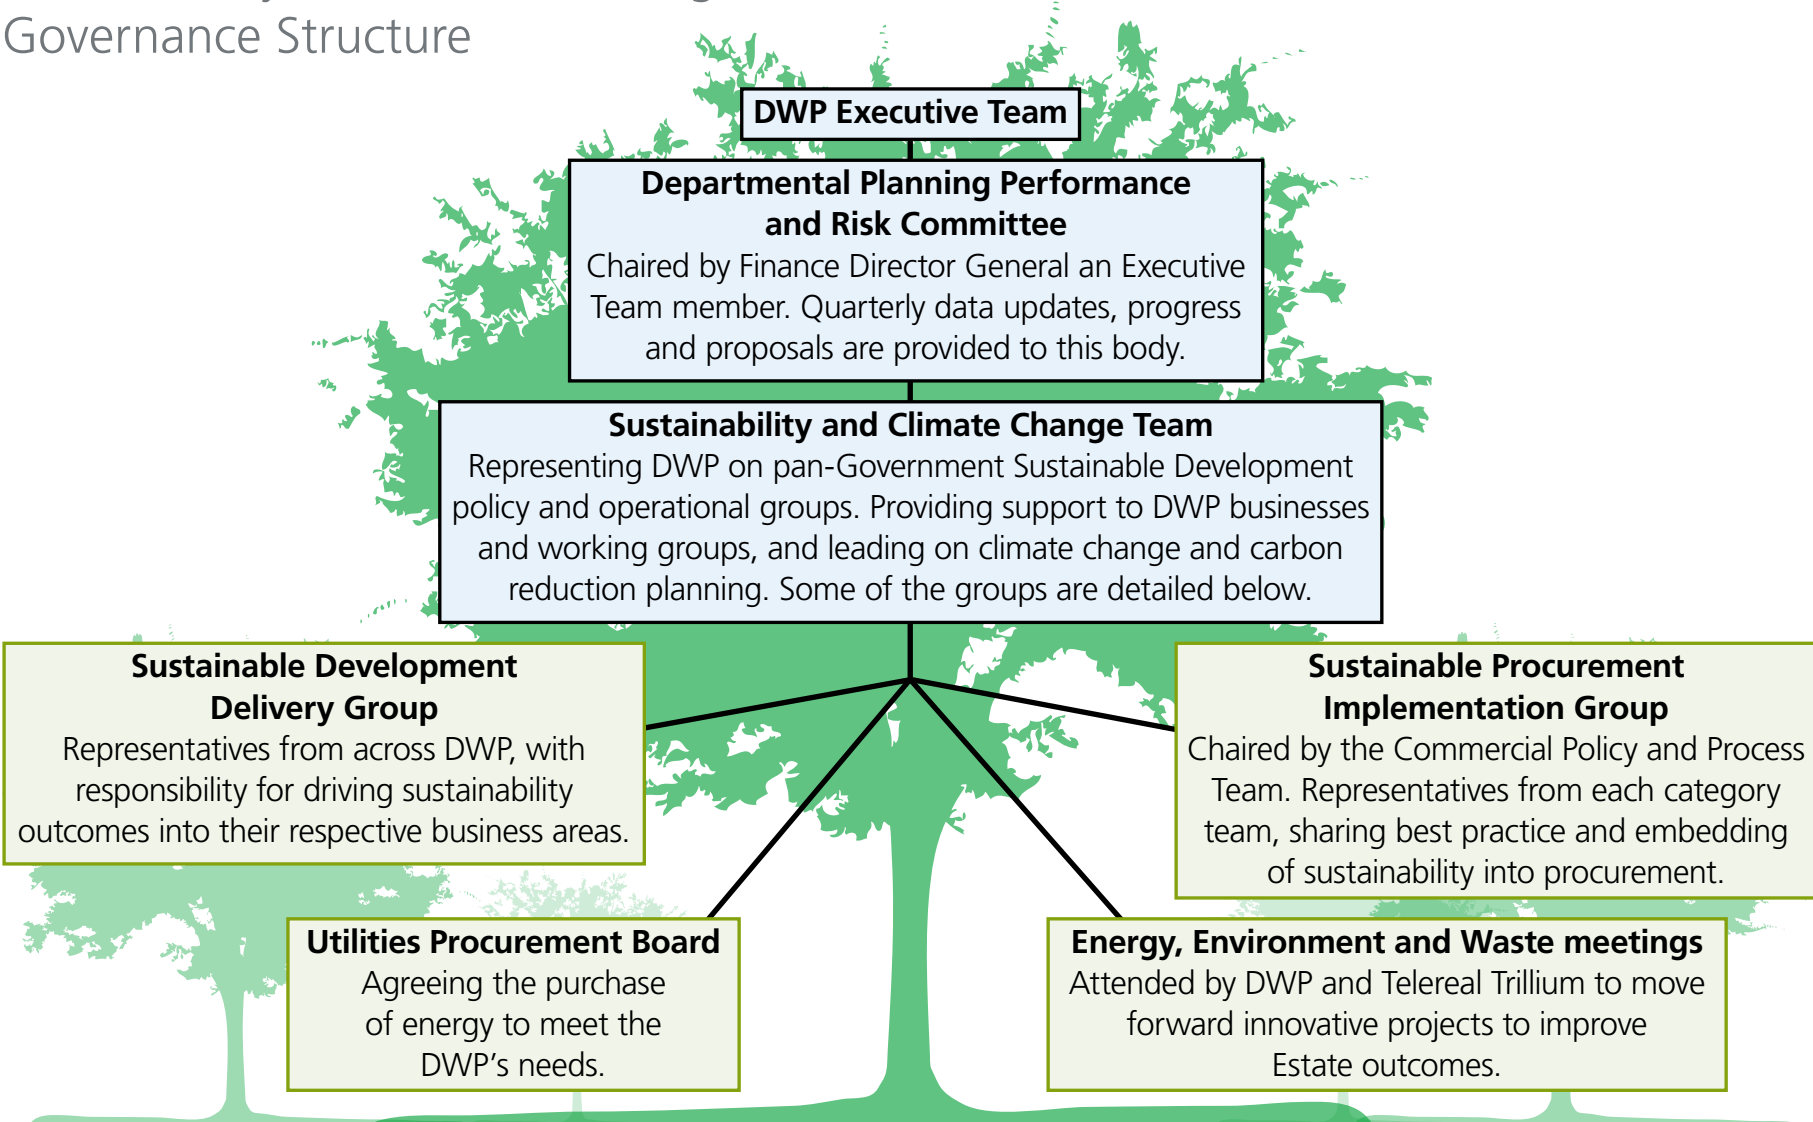 Governance Structure
DWP Executive Team
Departmental Planning Performance
and Risk Committee
Chaired by Finance Director General an Executive
Team member. Quarterly data updates, progress
and proposals are provided to this body.
Sustainability and Climate Change Team
Representing DWP on pan-Government Sustainable Development
policy and operational groups. Providing support to DWP businesses
and working groups, and leading on climate change and carbon
reduction planning. Some of the groups are detailed below.
Sustainable Development
Delivery Group
Representatives from across DWP, with
responsibility for driving sustainability
outcomes into their respective business areas.
Sustainable Procurement
Implementation Group
Chaired by the Commercial Policy and Process
Team. Representatives from each category
team, sharing best practice and embedding
of sustainability into procurement.
Utilities Procurement Board
Agreeing the purchase
of energy to meet the
DWP's needs.
Energy, Environment and Waste meetings
Attended by DWP and Telereal Trillium to move
forward innovative projects to improve
Estate outcomes.